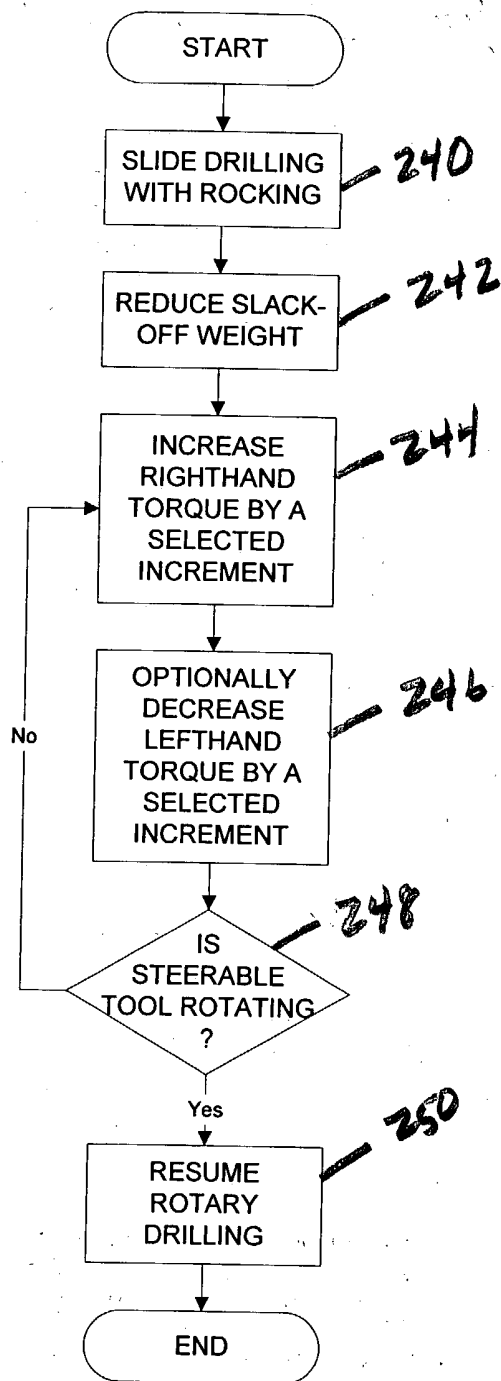 START
SLIDE DRILLING
WITH ROCKING
240
REDUCE SLACK-
OFF WEIGHT
242
INCREASE
RIGHTHAND
TORQUE BY A
SELECTED
INCREMENT
244
OPTIONALLY
DECREASE
LEFTHAND
TORQUE BY A
SELECTED
INCREMENT
246
No
IS
STEERABLE
TOOL ROTATING
?
248
Yes
RESUME
ROTARY
DRILLING
250
END